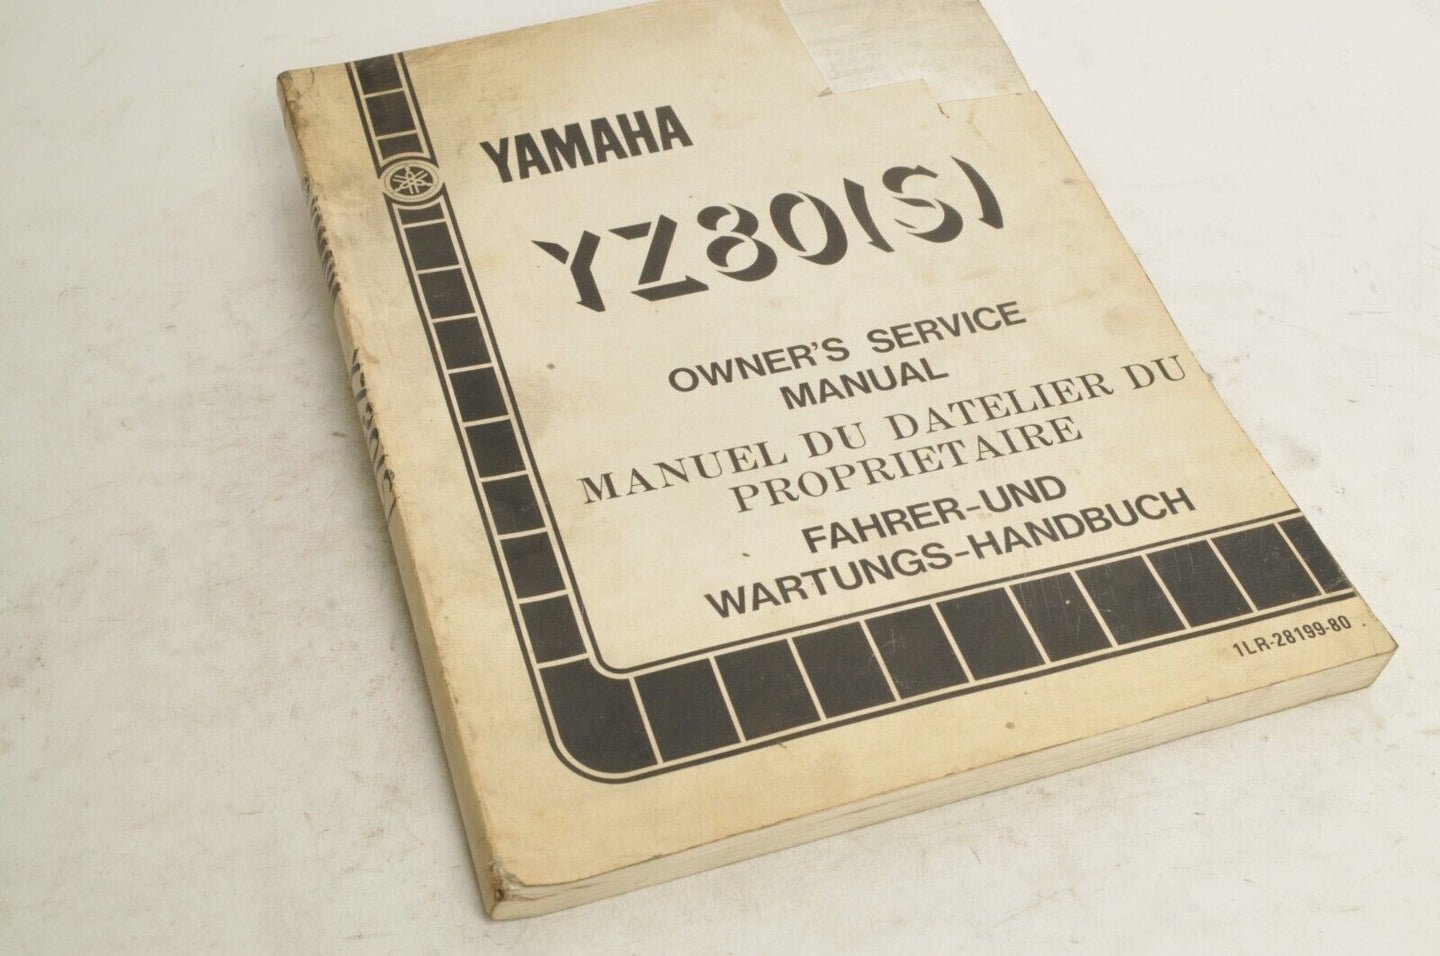 YAMAHA
YZ80(S)
OWNER'S SERVICE
MANUAL
MANUEL DU DATELIER DU
PROPRIETAIRE
FAHRER-UND
WARTUNGS-HANDBUCH
1LR-28199-80